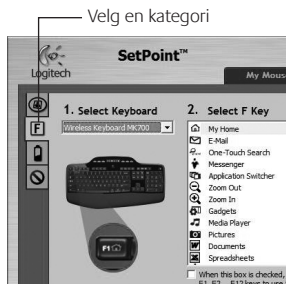 Velg en kategori
Logitech
SetPoint™
My Mous
1. Select Keyboard
Wireless Keyboard MK700
F
F1
2. Select F Key
My Home
E-Mail
One-Touch Search
Messenger
Application Switcher
Zoom Out
Zoom In
Gadgets
Media Player
Pictures
Documents
Spreadsheets
When this box is checked,
F1, F2... F12 keys to use